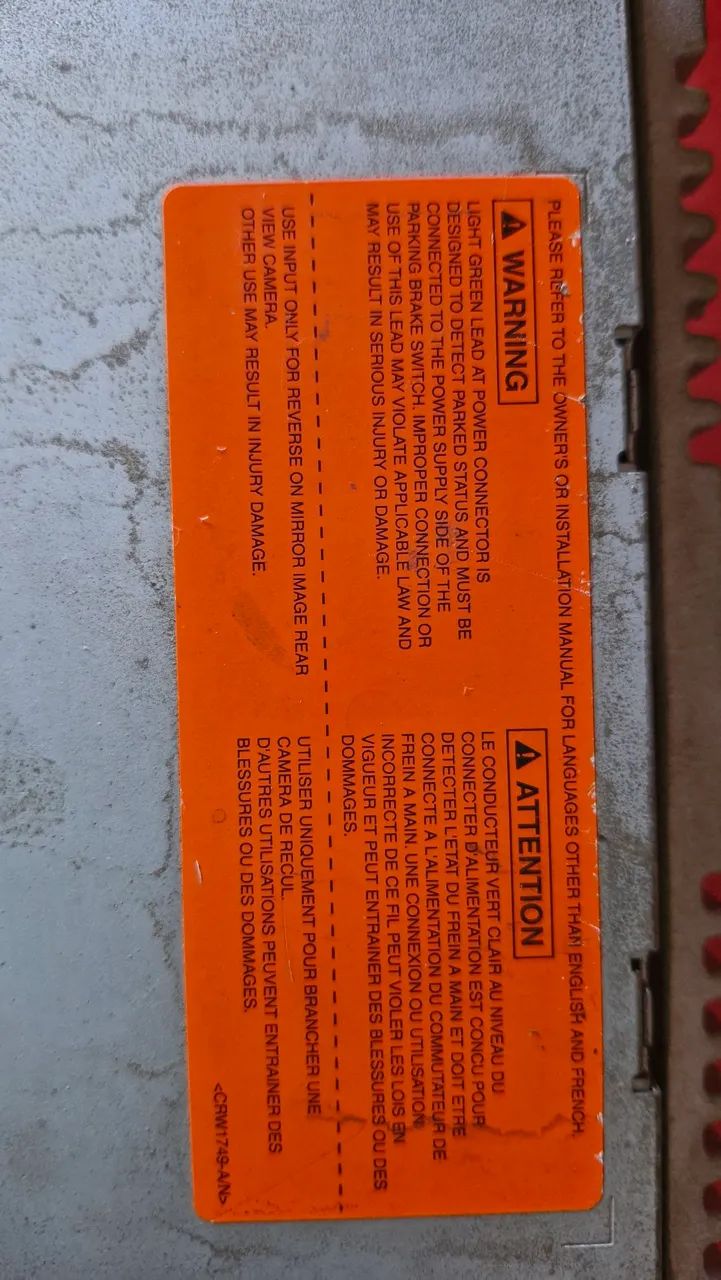 PLEASE REFER TO THE OWNER'S OR INSTALLATION MANUAL FOR LANGUAGES OTHER THAN ENGLISH AND FRENCH.
WARNING
LIGHT GREEN LEAD AT POWER CONNECTOR IS
DESIGNED TO DETECT PARKED STATUS AND MUST BE
CONNECTED TO THE POWER SUPPLY SIDE OF THE
PARKING BRAKE SWITCH. IMPROPER CONNECTION OR
USE OF THIS LEAD MAY VIOLATE APPLICABLE LAW AND
MAY RESULT IN SERIOUS INJURY OR DAMAGE.
USE INPUT ONLY FOR REVERSE ON MIRROR IMAGE REAR
VIEW CAMERA.
OTHER USE MAY RESULT IN INJURY DAMAGE.
ATTENTION
LE CONDUCTEUR VERT CLAIR AU NIVEAU DU
CONNECTER D'ALIMENTATION EST CONCU POUR
DETECTER L'ETAT DU FREIN A MAIN ET DOIT ETRE
CONNECTE A L'ALIMENTATION DU COMMUTATEUR DE
FREIN A MAIN. UNE CONNEXION OU UTILISATION
INCORRECTE DE CE FIL PEUT VIOLER LES LOIS EN
VIGUEUR ET PEUT ENTRAINER DES BLESSURES OU DES
DOMMAGES.
UTILISER UNIQUEMENT POUR BRANCHER UNE
CAMERA DE RECUL.
D'AUTRES UTILISATIONS PEUVENT ENTRAINER DES
BLESSURES OU DES DOMMAGES.
<CRW1749-A/N>